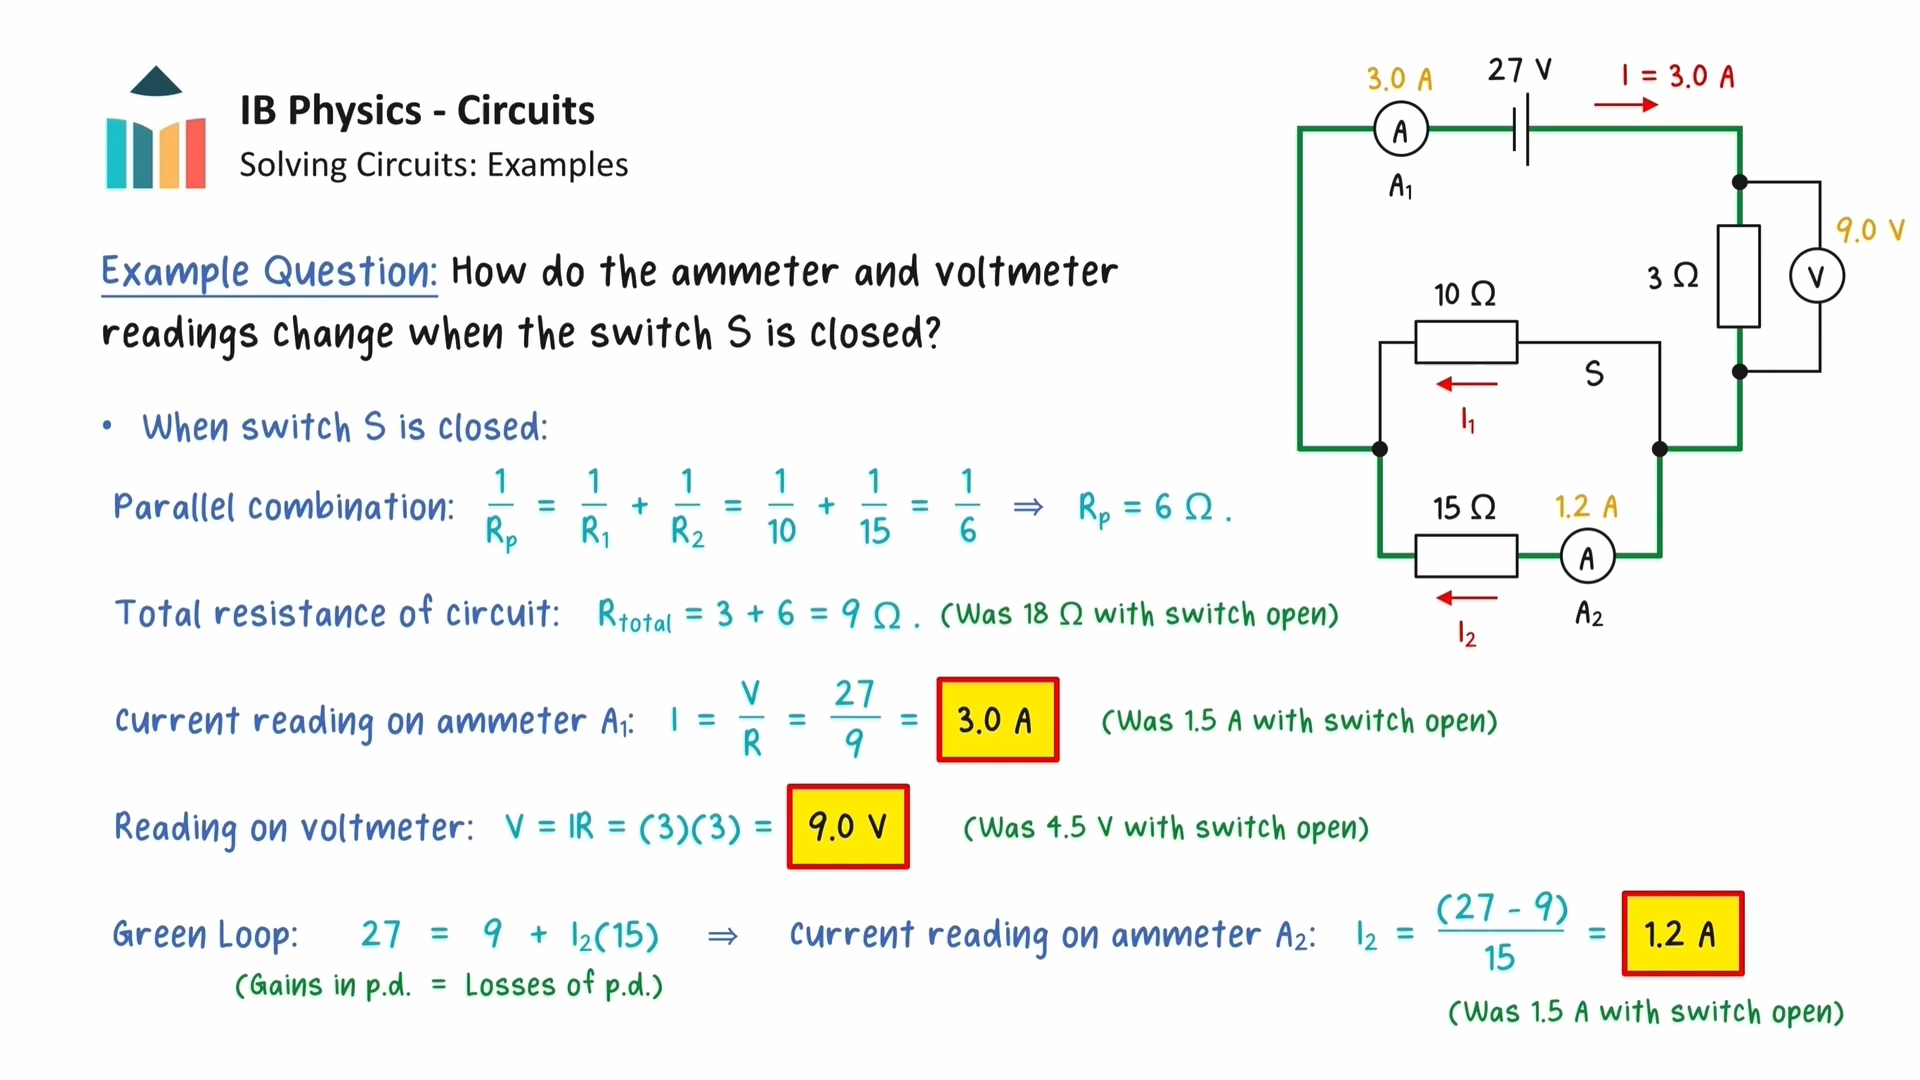 IB Physics - Circuits
Solving Circuits: Examples
Example Question: How do the ammeter and voltmeter
readings change when the switch S is closed?
• When switch S is closed:
Parallel combination: 1/Rₚ = 1/R₁ + 1/R₂ = 1/10 + 1/15 = 1/6 ⇒ Rₚ = 6 Ω .
Total resistance of circuit: R_total = 3 + 6 = 9 Ω . (Was 18 Ω with switch open)
Current reading on ammeter A₁: I = V/R = 27/9 = 3.0 A (Was 1.5 A with switch open)
Reading on voltmeter: V = IR = (3)(3) = 9.0 V (Was 4.5 V with switch open)
Green Loop: 27 = 9 + I₂(15) ⇒ Current reading on ammeter A₂: I₂ = (27 - 9)/15 = 1.2 A
(Gains in p.d. = Losses of p.d.)
(Was 1.5 A with switch open)
3.0 A
27 V
I = 3.0 A
A
A₁
9.0 V
3 Ω
V
10 Ω
S
I₁
15 Ω
1.2 A
A
A₂
I₂